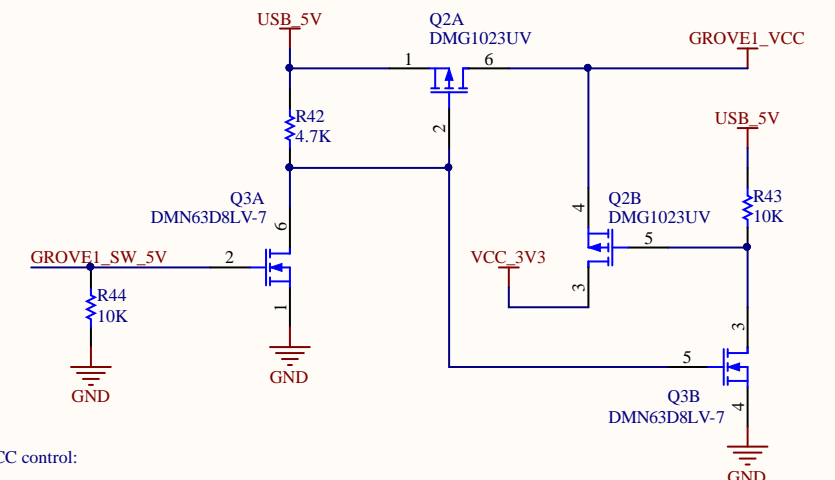 USB_5V
Q2A
DMG1023UV
GROVE1_VCC
1
6
USB_5V
R42
4.7K
2
R43
10K
Q3A
DMN63D8LV-7
6
4
Q2B
DMG1023UV
5
GROVE1_SW_5V
2
VCC_3V3
R44
10K
1
3
3
GND
GND
5
Q3B
DMN63D8LV-7
4
CC control:
GND